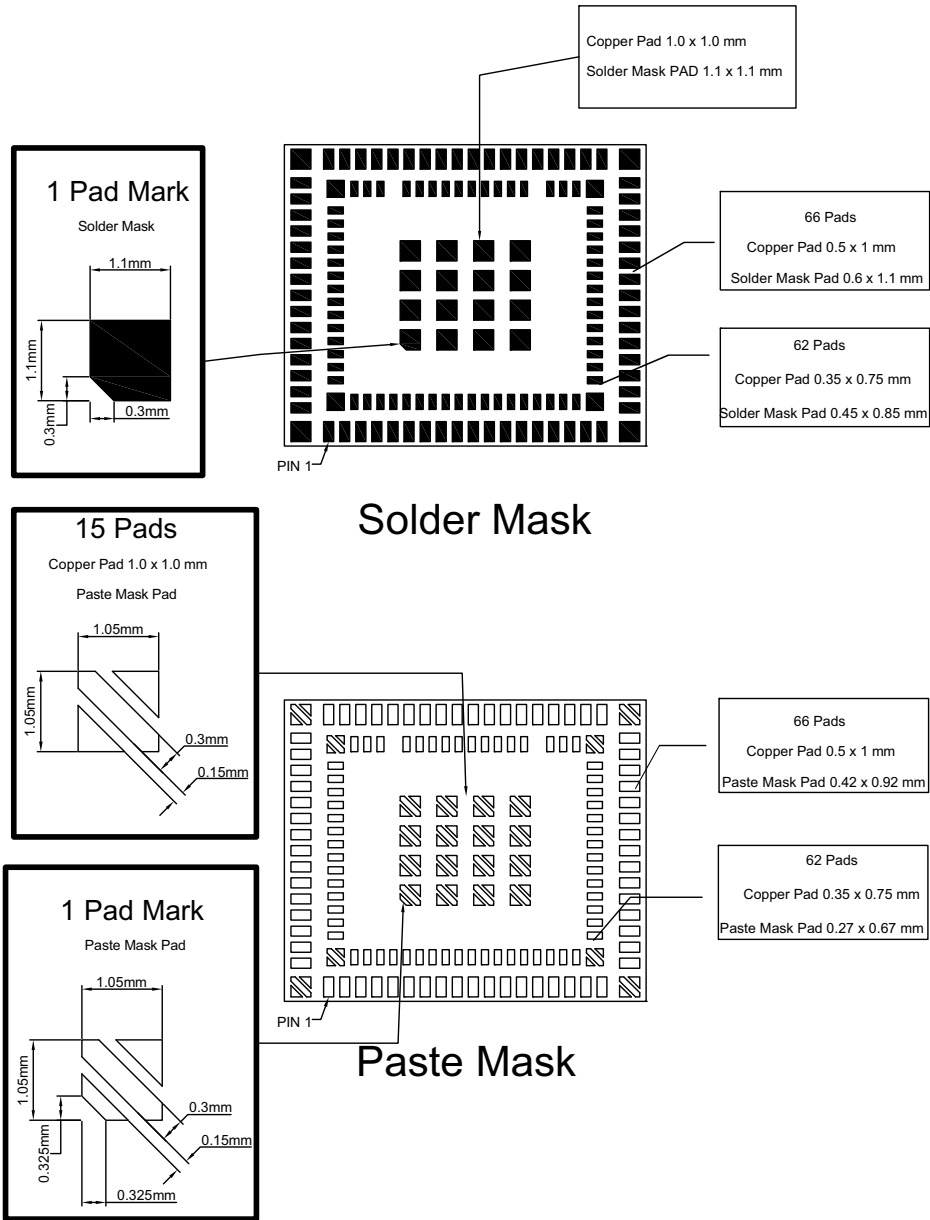 Copper Pad 1.0 x 1.0 mm
Solder Mask PAD 1.1 x 1.1 mm
1 Pad Mark
Solder Mask
1.1mm
1.1mm
0.3mm
0.3mm
66 Pads
Copper Pad 0.5 x 1 mm
Solder Mask Pad 0.6 x 1.1 mm
62 Pads
Copper Pad 0.35 x 0.75 mm
Solder Mask Pad 0.45 x 0.85 mm
PIN 1
Solder Mask
15 Pads
Copper Pad 1.0 x 1.0 mm
Paste Mask Pad
1.05mm
1.05mm
0.3mm
0.15mm
66 Pads
Copper Pad 0.5 x 1 mm
Paste Mask Pad 0.42 x 0.92 mm
62 Pads
Copper Pad 0.35 x 0.75 mm
Paste Mask Pad 0.27 x 0.67 mm
PIN 1
Paste Mask
1 Pad Mark
Paste Mask Pad
1.05mm
1.05mm
0.3mm
0.15mm
0.325mm
0.325mm